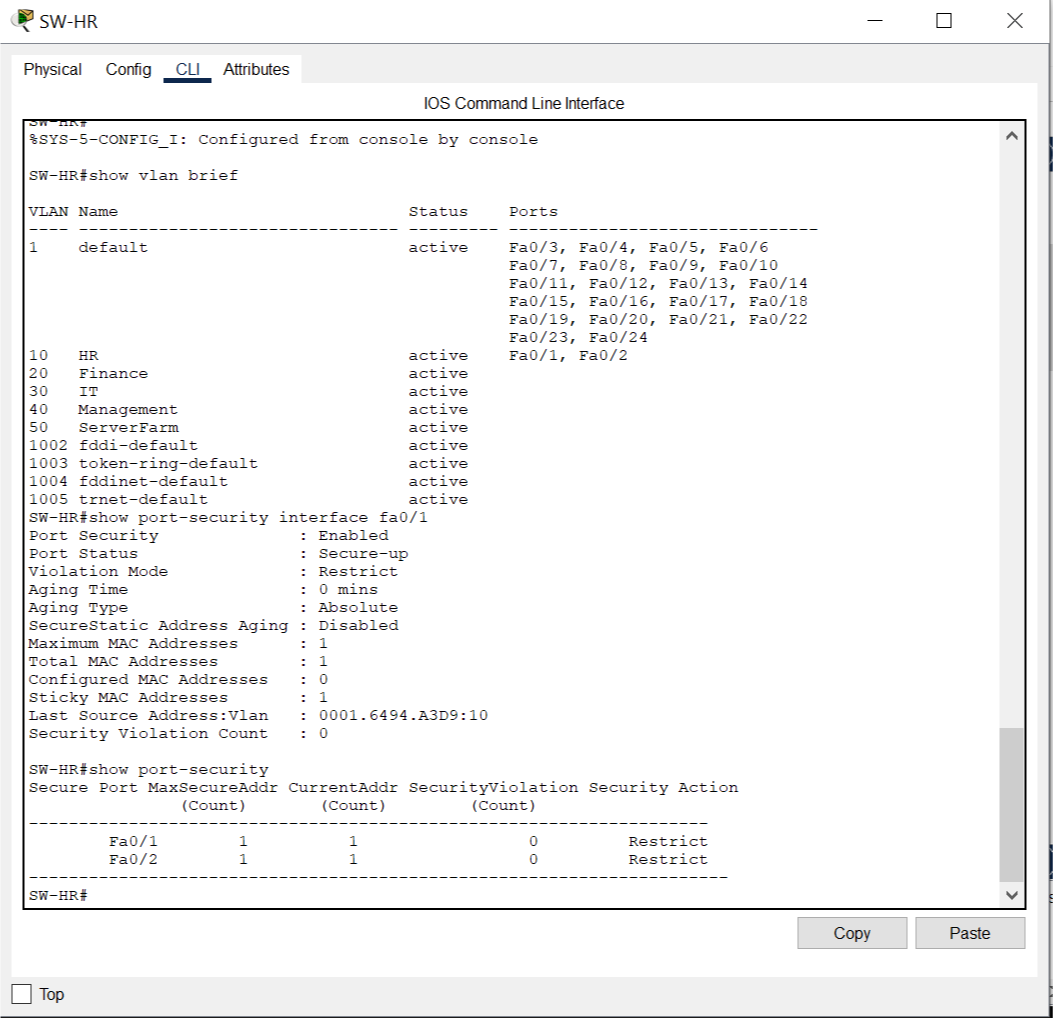 SW-HR
Physical Config CLI Attributes
IOS Command Line Interface
SW-HR#
%SYS-5-CONFIG_I: Configured from console by console
SW-HR#show vlan brief
VLAN Name                             Status    Ports
---- -------------------------------- --------- -------------------------------
1    default                          active    Fa0/3, Fa0/4, Fa0/5, Fa0/6
                                                Fa0/7, Fa0/8, Fa0/9, Fa0/10
                                                Fa0/11, Fa0/12, Fa0/13, Fa0/14
                                                Fa0/15, Fa0/16, Fa0/17, Fa0/18
                                                Fa0/19, Fa0/20, Fa0/21, Fa0/22
                                                Fa0/23, Fa0/24
10   HR                               active    Fa0/1, Fa0/2
20   Finance                          active
30   IT                               active
40   Management                       active
50   ServerFarm                       active
1002 fddi-default                     active
1003 token-ring-default               active
1004 fddinet-default                  active
1005 trnet-default                    active
SW-HR#show port-security interface fa0/1
Port Security              : Enabled
Port Status                : Secure-up
Violation Mode             : Restrict
Aging Time                 : 0 mins
Aging Type                 : Absolute
SecureStatic Address Aging : Disabled
Maximum MAC Addresses      : 1
Total MAC Addresses        : 1
Configured MAC Addresses   : 0
Sticky MAC Addresses       : 1
Last Source Address:Vlan   : 0001.6494.A3D9:10
Security Violation Count   : 0
SW-HR#show port-security
Secure Port MaxSecureAddr CurrentAddr SecurityViolation Security Action
               (Count)       (Count)        (Count)
--------------------------------------------------------------------
        Fa0/1        1          1                 0         Restrict
        Fa0/2        1          1                 0         Restrict
----------------------------------------------------------------------
SW-HR#
Copy Paste
Top